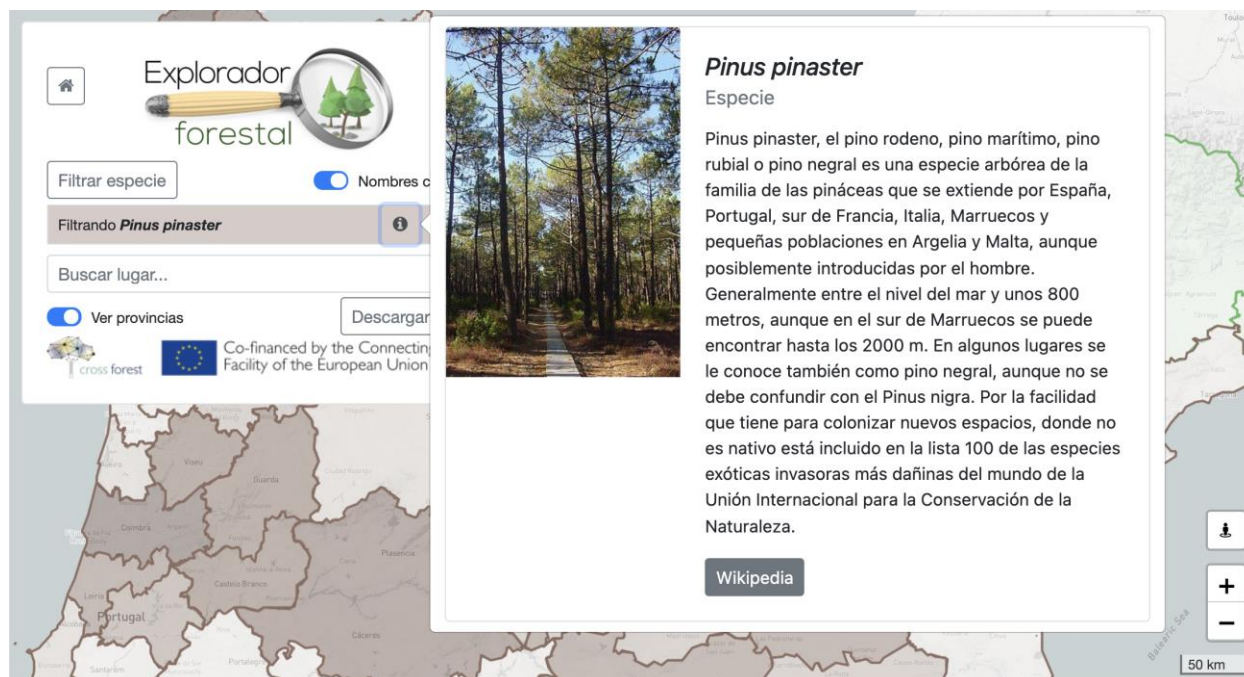 Explorador
forestal
Filtrar especie
Nombres c
Filtrando Pinus pinaster
Buscar lugar...
Ver provincias
Descargar
cross forest
Co-financed by the Connecting
Facility of the European Union
Pinus pinaster
Especie
Pinus pinaster, el pino rodeno, pino marítimo, pino
rubial o pino negral es una especie arbórea de la
familia de las pináceas que se extiende por España,
Portugal, sur de Francia, Italia, Marruecos y
pequeñas poblaciones en Argelia y Malta, aunque
posiblemente introducidas por el hombre.
Generalmente entre el nivel del mar y unos 800
metros, aunque en el sur de Marruecos se puede
encontrar hasta los 2000 m. En algunos lugares se
le conoce también como pino negral, aunque no se
debe confundir con el Pinus nigra. Por la facilidad
que tiene para colonizar nuevos espacios, donde no
es nativo está incluido en la lista 100 de las especies
exóticas invasoras más dañinas del mundo de la
Unión Internacional para la Conservación de la
Naturaleza.
Wikipedia
Viseu
Guarda
Ciudad Rodrigo
Coimbra
Plasencia
Castelo Branco
Leiria
Portugal
Cáceres
Santarém
Portalegre
Balearic Sea
+
−
50 km